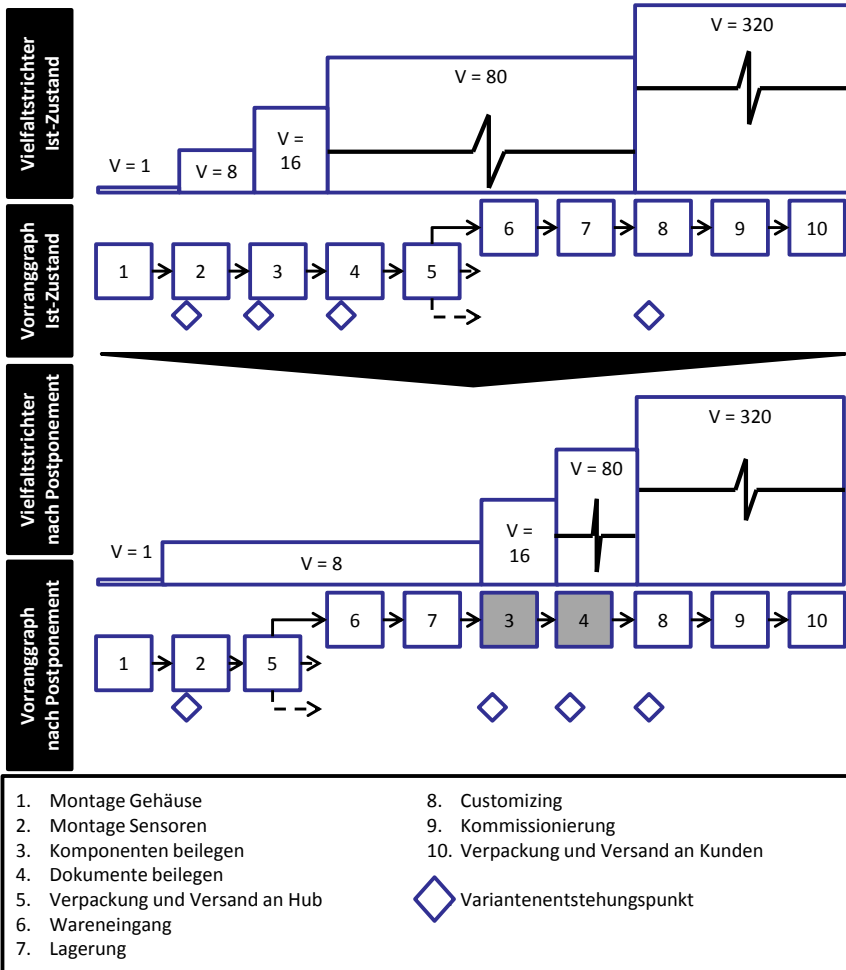 Vielfaltstrichter
Ist-Zustand
V = 1
V = 8
V =
16
V = 80
V = 320
Vorranggraph
Ist-Zustand
1
2
3
4
5
6
7
8
9
10
Vielfaltstrichter
nach Postponement
V = 1
V = 8
V =
16
V = 80
V = 320
Vorranggraph
nach Postponement
1
2
5
6
7
3
4
8
9
10
1. Montage Gehäuse
2. Montage Sensoren
3. Komponenten beilegen
4. Dokumente beilegen
5. Verpackung und Versand an Hub
6. Wareneingang
7. Lagerung
8. Customizing
9. Kommissionierung
10. Verpackung und Versand an Kunden
Variantenentstehungspunkt